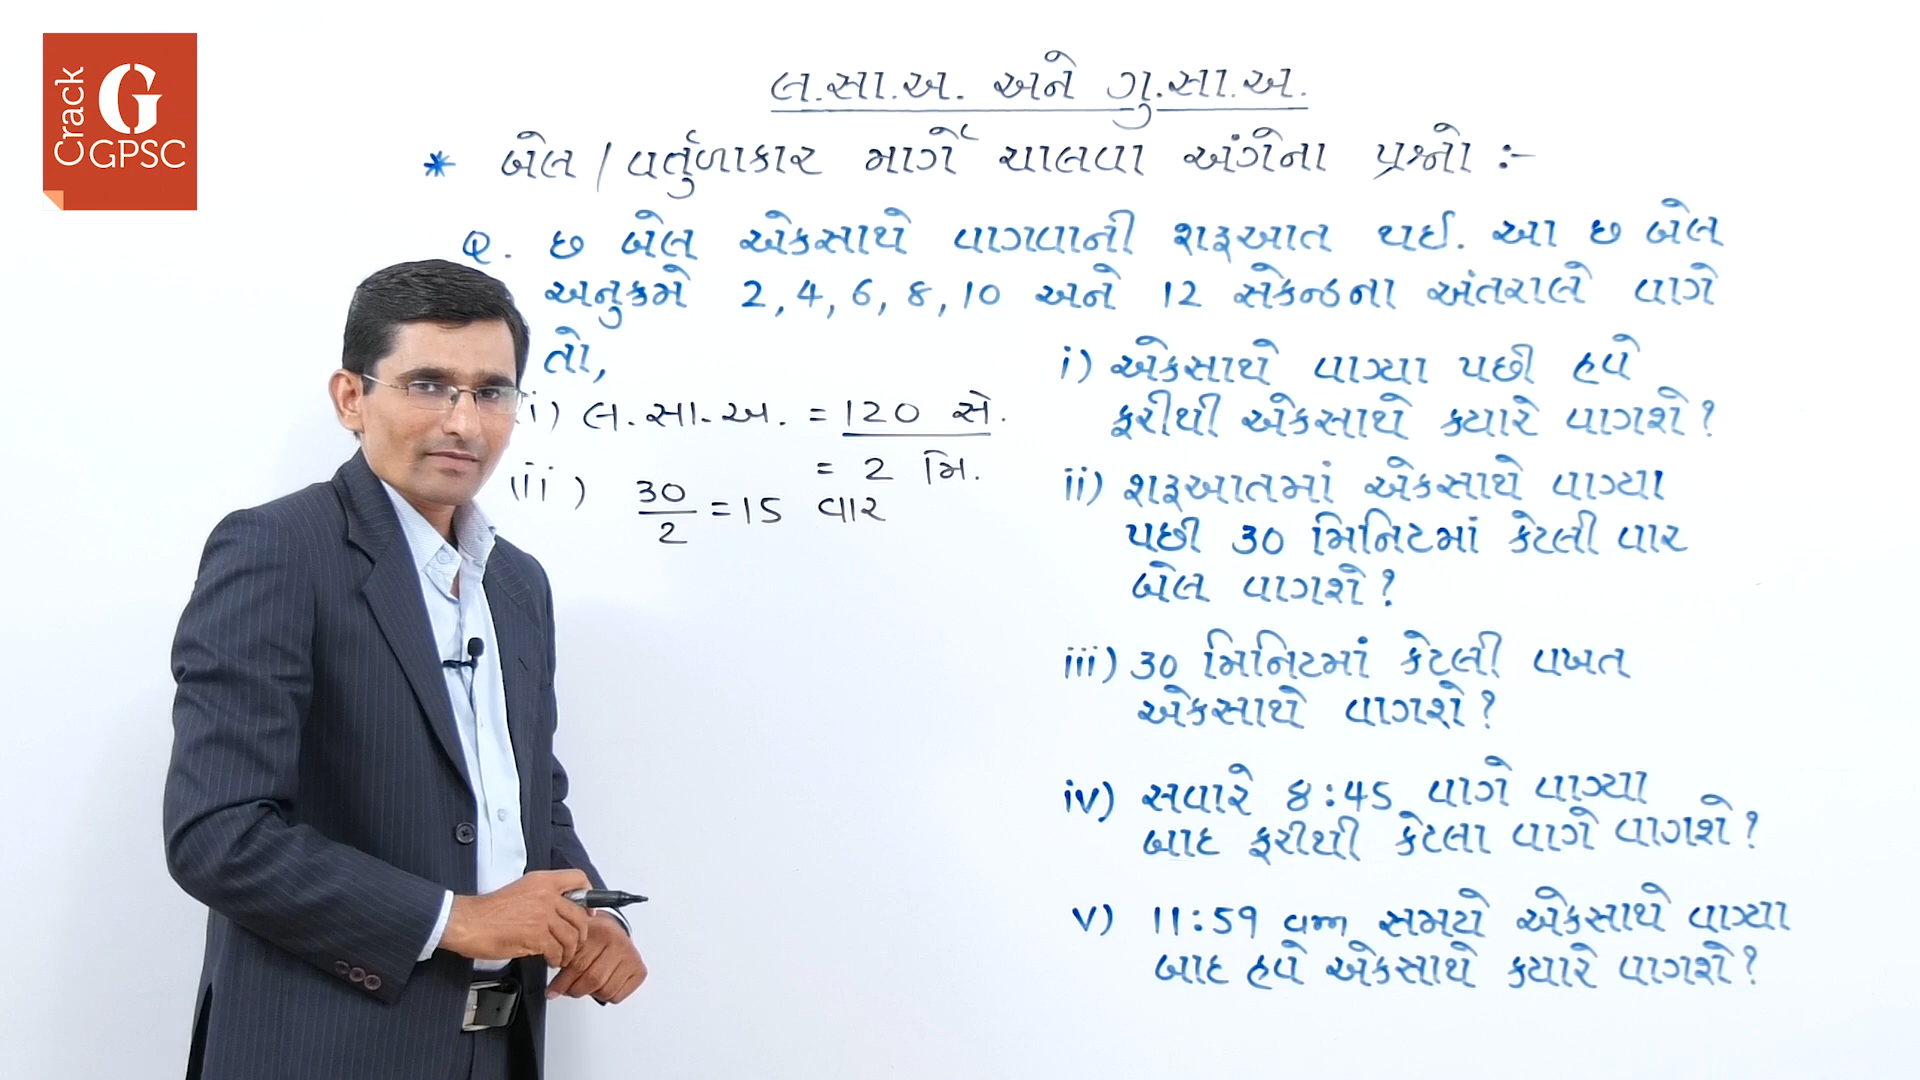 Crack
G
GPSC
લ.સા.અ. અને ગુ.સા.અ.
* બેલ / વર્તુળાકાર માર્ગે ચાલવા અંગેના પ્રશ્નો :-
Q. છ બેલ એકસાથે વાગવાની શરૂઆત થઈ. આ છ બેલ
અનુક્રમે 2, 4, 6, 8, 10 અને 12 સેકન્ડના અંતરાલે વાગે
તો,
i) લ.સા.અ. = 120 સે.
= 2 મિ.
ii) 30/2 = 15 વાર
i) એકસાથે વાગ્યા પછી હવે
ફરીથી એકસાથે ક્યારે વાગશે?
ii) શરૂઆતમાં એકસાથે વાગ્યા
પછી 30 મિનિટમાં કેટલી વાર
બેલ વાગશે?
iii) 30 મિનિટમાં કેટલી વખત
એકસાથે વાગશે?
iv) સવારે 8:45 વાગે વાગ્યા
બાદ ફરીથી કેટલા વાગે વાગશે?
v) 11:59 am સમયે એકસાથે વાગ્યા
બાદ હવે એકસાથે ક્યારે વાગશે?